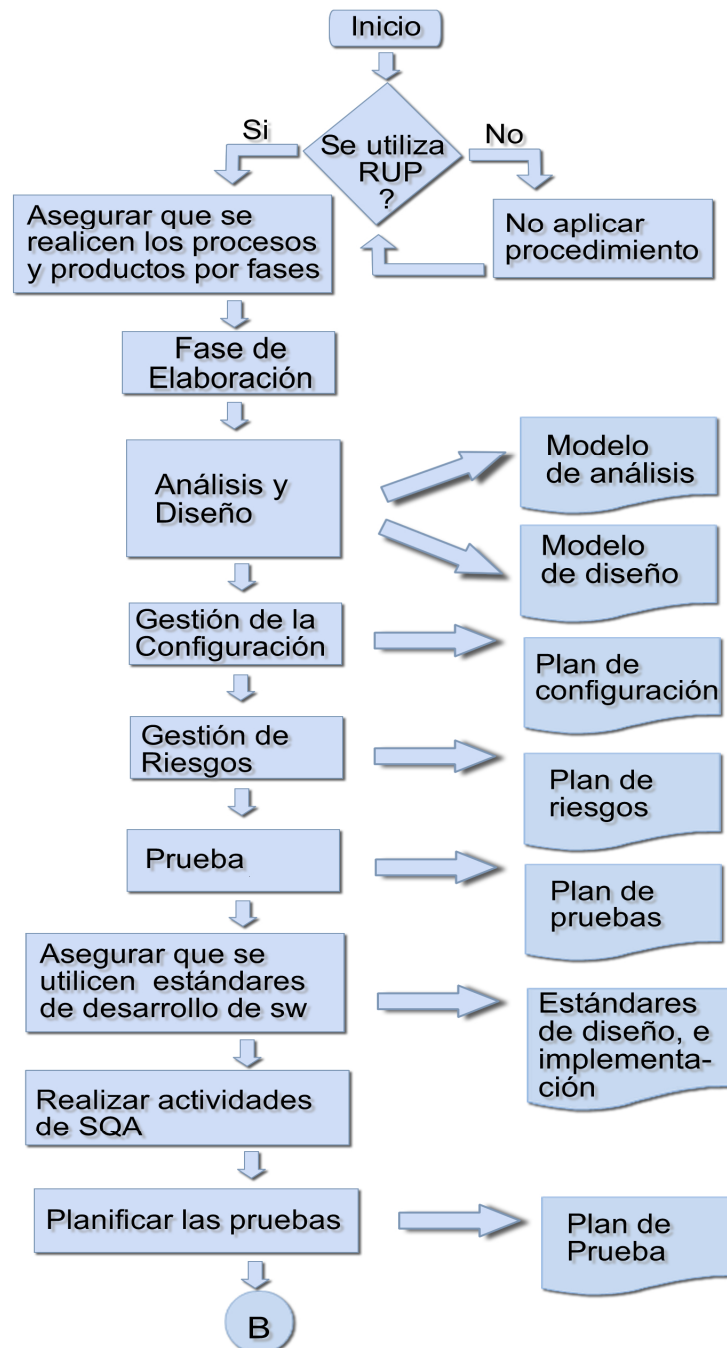 Inicio
Si
Se utiliza
RUP
?
No
Asegurar que se
realicen los procesos
y productos por fases
No aplicar
procedimiento
Fase de
Elaboración
Análisis y
Diseño
Modelo
de análisis
Modelo
de diseño
Gestión de la
Configuración
Plan de
configuración
Gestión de
Riesgos
Plan de
riesgos
Prueba
Plan de
pruebas
Asegurar que se
utilicen estándares
de desarrollo de sw
Estándares
de diseño, e
implementa-
ción
Realizar actividades
de SQA
Planificar las pruebas
Plan de
Prueba
B